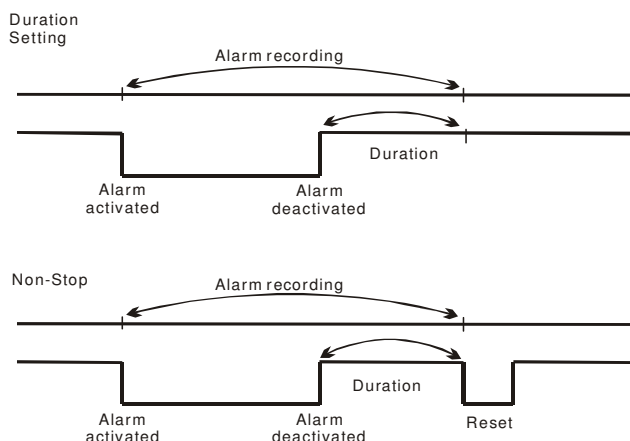 Duration
Setting
Alarm recording
Duration
Alarm
activated
Alarm
deactivated
Non-Stop
Alarm recording
Duration
Alarm
activated
Alarm
deactivated
Reset